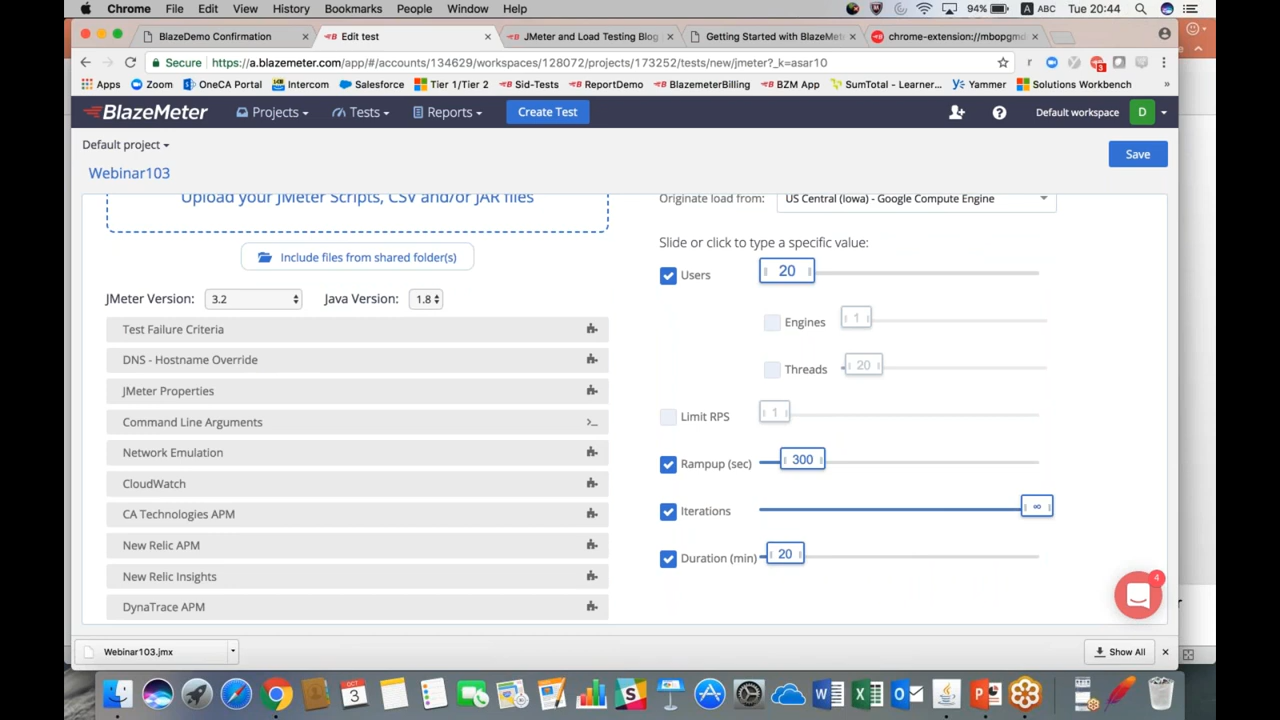 Chrome File Edit View History Bookmarks People Window Help 94% A ABC Tue 20:44
BlazeDemo Confirmation × Edit test × JMeter and Load Testing Blog × Getting Started with BlazeMe × chrome-extension://mbopgmd ×
Secure https://a.blazemeter.com/app/#/accounts/134629/workspaces/128072/projects/173252/tests/new/jmeter?_k=asar10
Apps Zoom OneCA Portal Intercom Salesforce Tier 1/Tier 2 Sid-Tests ReportDemo BlazemeterBilling BZM App SumTotal - Learner... Yammer Solutions Workbench »
BlazeMeter Projects Tests Reports Create Test ? Default workspace D
Default project
Save
Webinar103
Upload your JMeter Scripts, CSV and/or JAR files
Originate load from: US Central (Iowa) - Google Compute Engine
Slide or click to type a specific value:
Include files from shared folder(s)
Users 20
JMeter Version: 3.2 Java Version: 1.8
Engines 1
Test Failure Criteria
DNS - Hostname Override
Threads 20
JMeter Properties
Limit RPS 1
Command Line Arguments >_
Network Emulation
Rampup (sec) 300
CloudWatch
CA Technologies APM
Iterations ∞
New Relic APM
Duration (min) 20
New Relic Insights
DynaTrace APM
4
Webinar103.jmx Show All ×
OCT
3